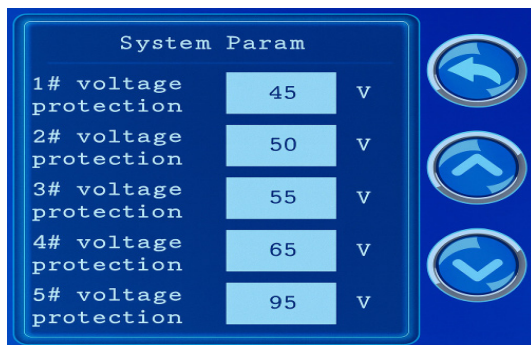 System Param
1# voltage
protection 45 V
2# voltage
protection 50 V
3# voltage
protection 55 V
4# voltage
protection 65 V
5# voltage
protection 95 V